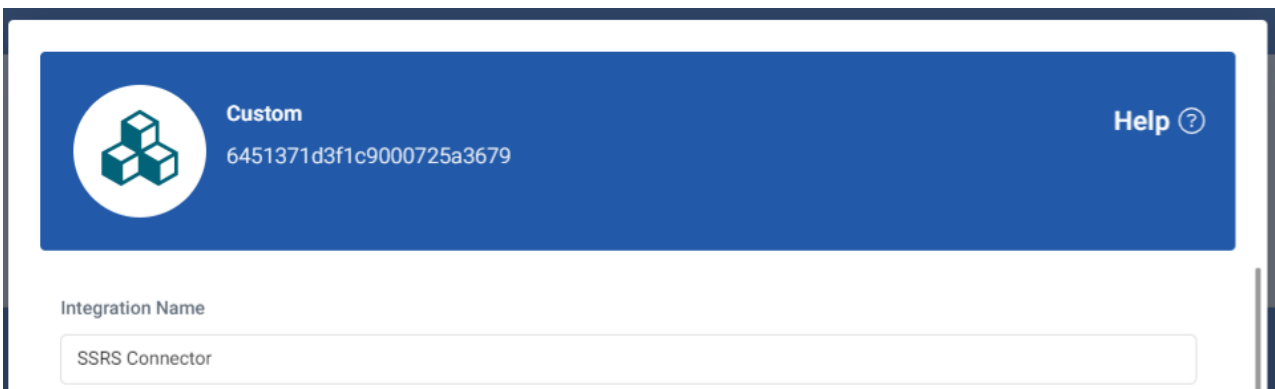 Custom
Help
6451371d3f1c9000725a3679
Integration Name
SSRS Connector